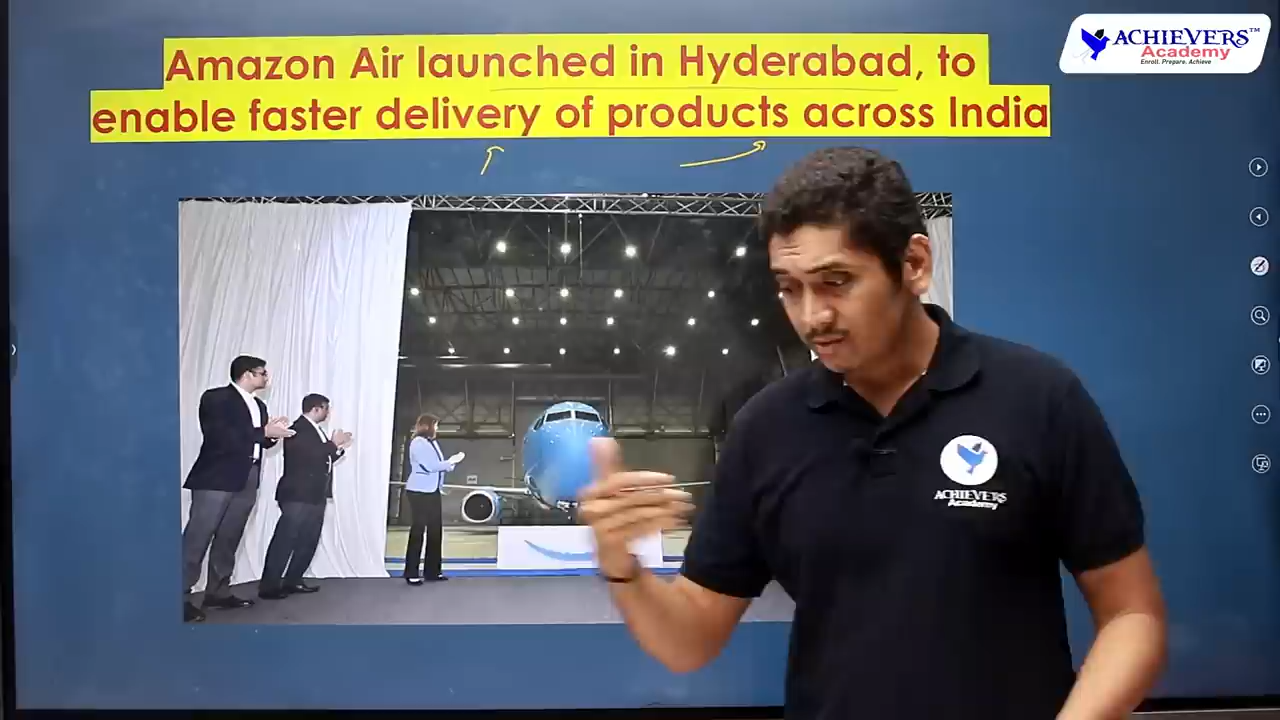 Amazon Air launched in Hyderabad, to
enable faster delivery of products across India
ACHIEVERS™
Academy
Enroll. Prepare. Achieve
ACHIEVERS
Academy